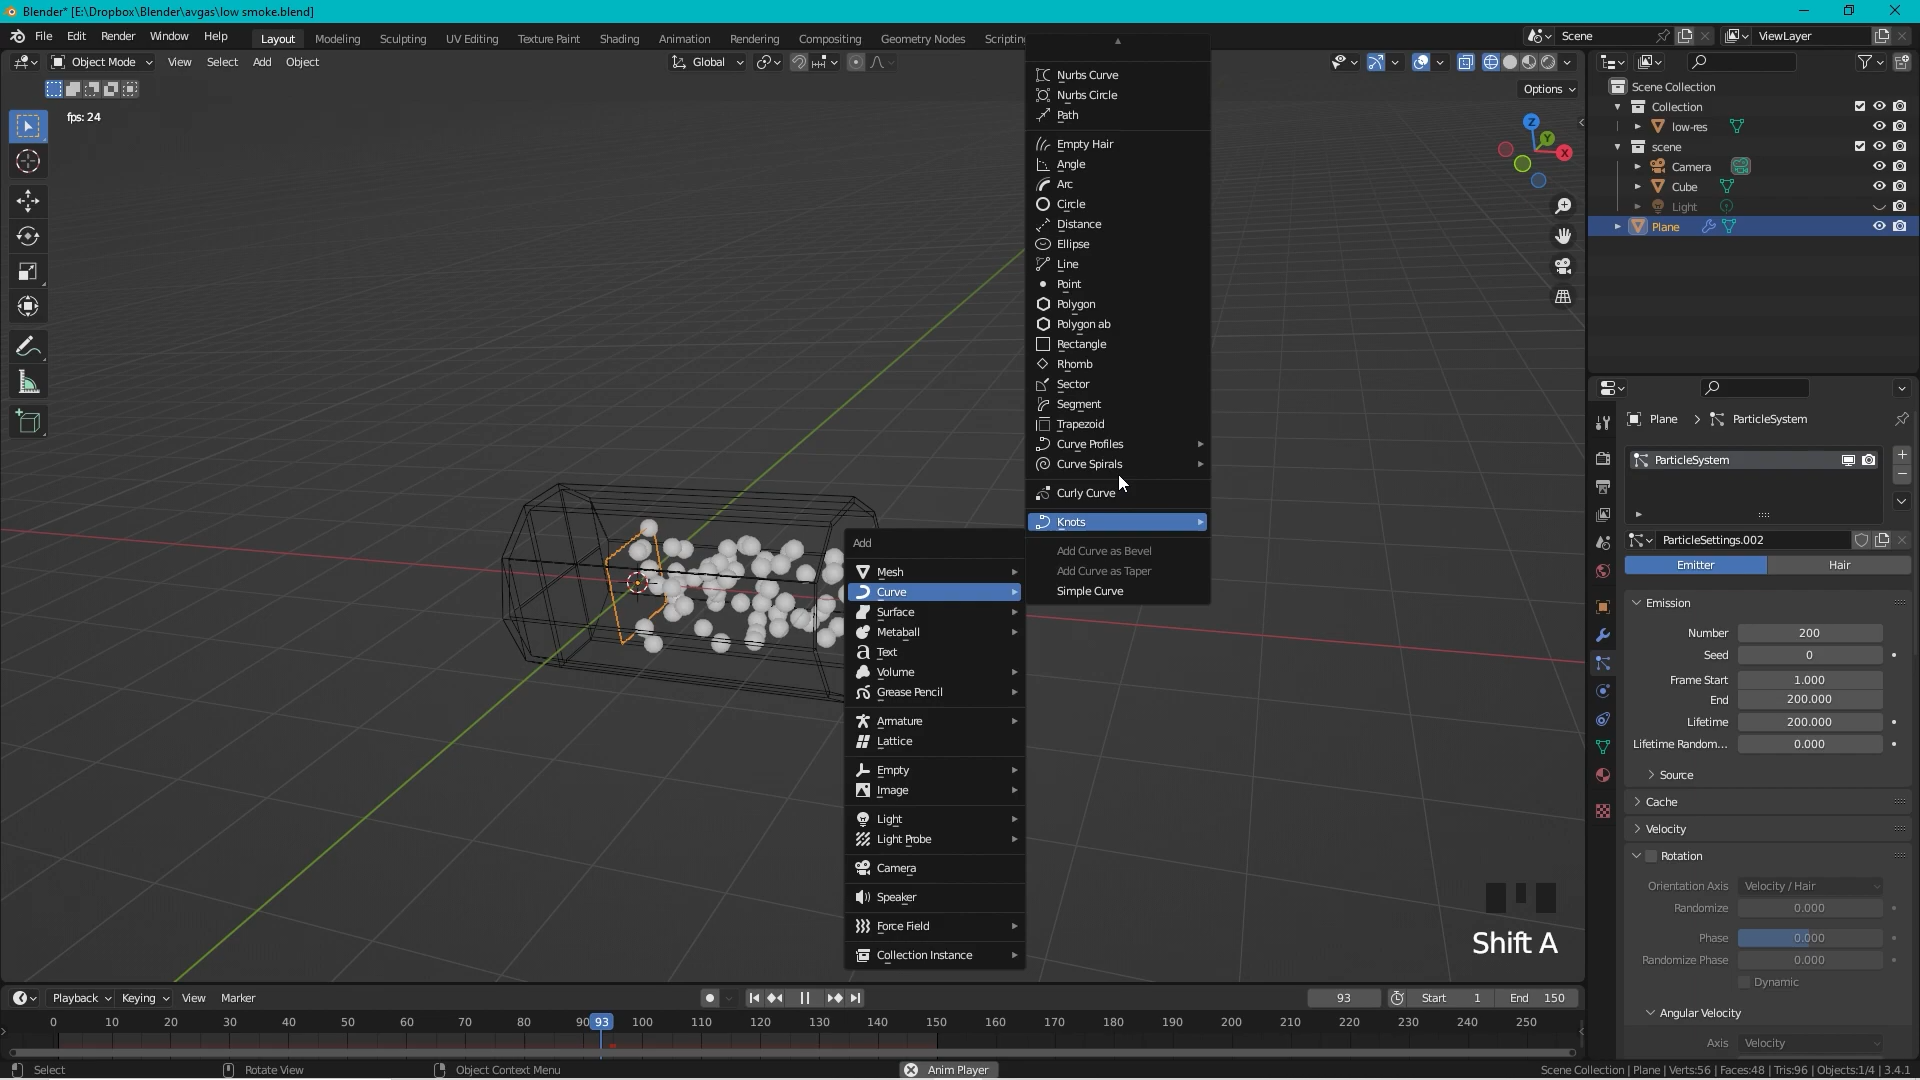 Blender* [E:\Dropbox\Blender\avgas\low smoke.blend]
File Edit Render Window Help
Layout Modeling Sculpting UV Editing Texture Paint Shading Animation Rendering Compositing Geometry Nodes Scripting
Scene
ViewLayer
Object Mode View Select Add Object
Global
Options
fps: 24
Nurbs Curve
Nurbs Circle
Path
Empty Hair
Angle
Arc
Circle
Distance
Ellipse
Line
Point
Polygon
Polygon ab
Rectangle
Rhomb
Sector
Segment
Trapezoid
Curve Profiles
Curve Spirals
Curly Curve
Knots
Add Curve as Bevel
Add Curve as Taper
Simple Curve
Add
Mesh
Curve
Surface
Metaball
Text
Volume
Grease Pencil
Armature
Lattice
Empty
Image
Light
Light Probe
Camera
Speaker
Force Field
Collection Instance
Z
Y
X
Shift A
Scene Collection
Collection
low-res
scene
Camera
Cube
Light
Plane
Plane > ParticleSystem
ParticleSystem
ParticleSettings.002
Emitter Hair
Emission
Number 200
Seed 0
Frame Start 1.000
End 200.000
Lifetime 200.000
Lifetime Random... 0.000
Source
Cache
Velocity
Rotation
Orientation Axis Velocity / Hair
Randomize 0.000
Phase 0.000
Randomize Phase 0.000
Dynamic
Angular Velocity
Axis Velocity
Playback Keying View Marker
93 Start 1 End 150
0 10 20 30 40 50 60 70 80 90 93 100 110 120 130 140 150 160 170 180 190 200 210 220 230 240 250
Select Rotate View Object Context Menu Anim Player Scene Collection | Plane | Verts:56 | Faces:48 | Tris:96 | Objects:1/4 | 3.4.1